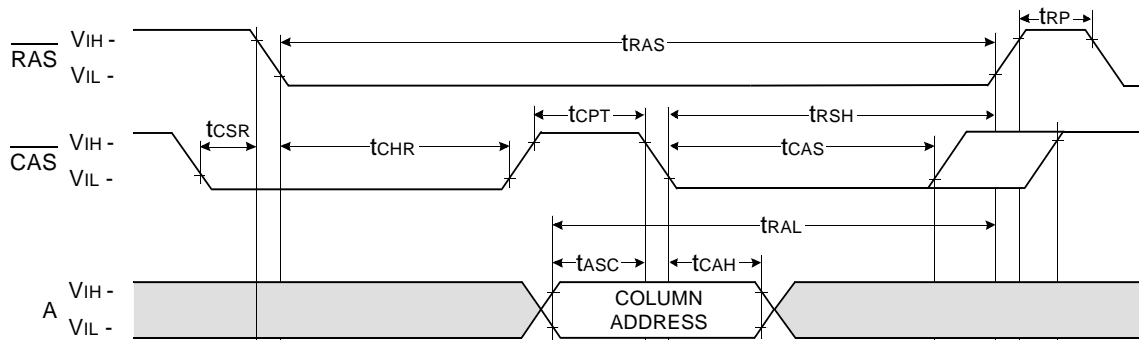 RAS VIH - VIL - tRAS tRP
CAS VIH - VIL - tCSR tCHR tCPT tRSH tCAS
tRAL
A VIH - VIL - tASC tCAH
COLUMN
ADDRESS